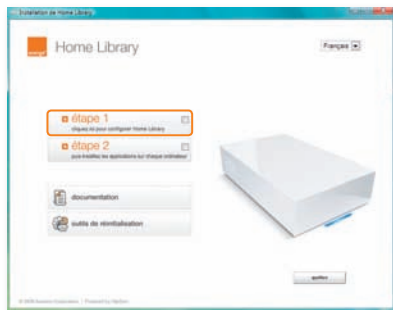 Installation de Home Library
orange
Home Library
Français
étape 1
cliquez ici pour configurer Home Library
étape 2
puis installez les applications sur chaque ordinateur
documentation
outils de réinitialisation
quitter